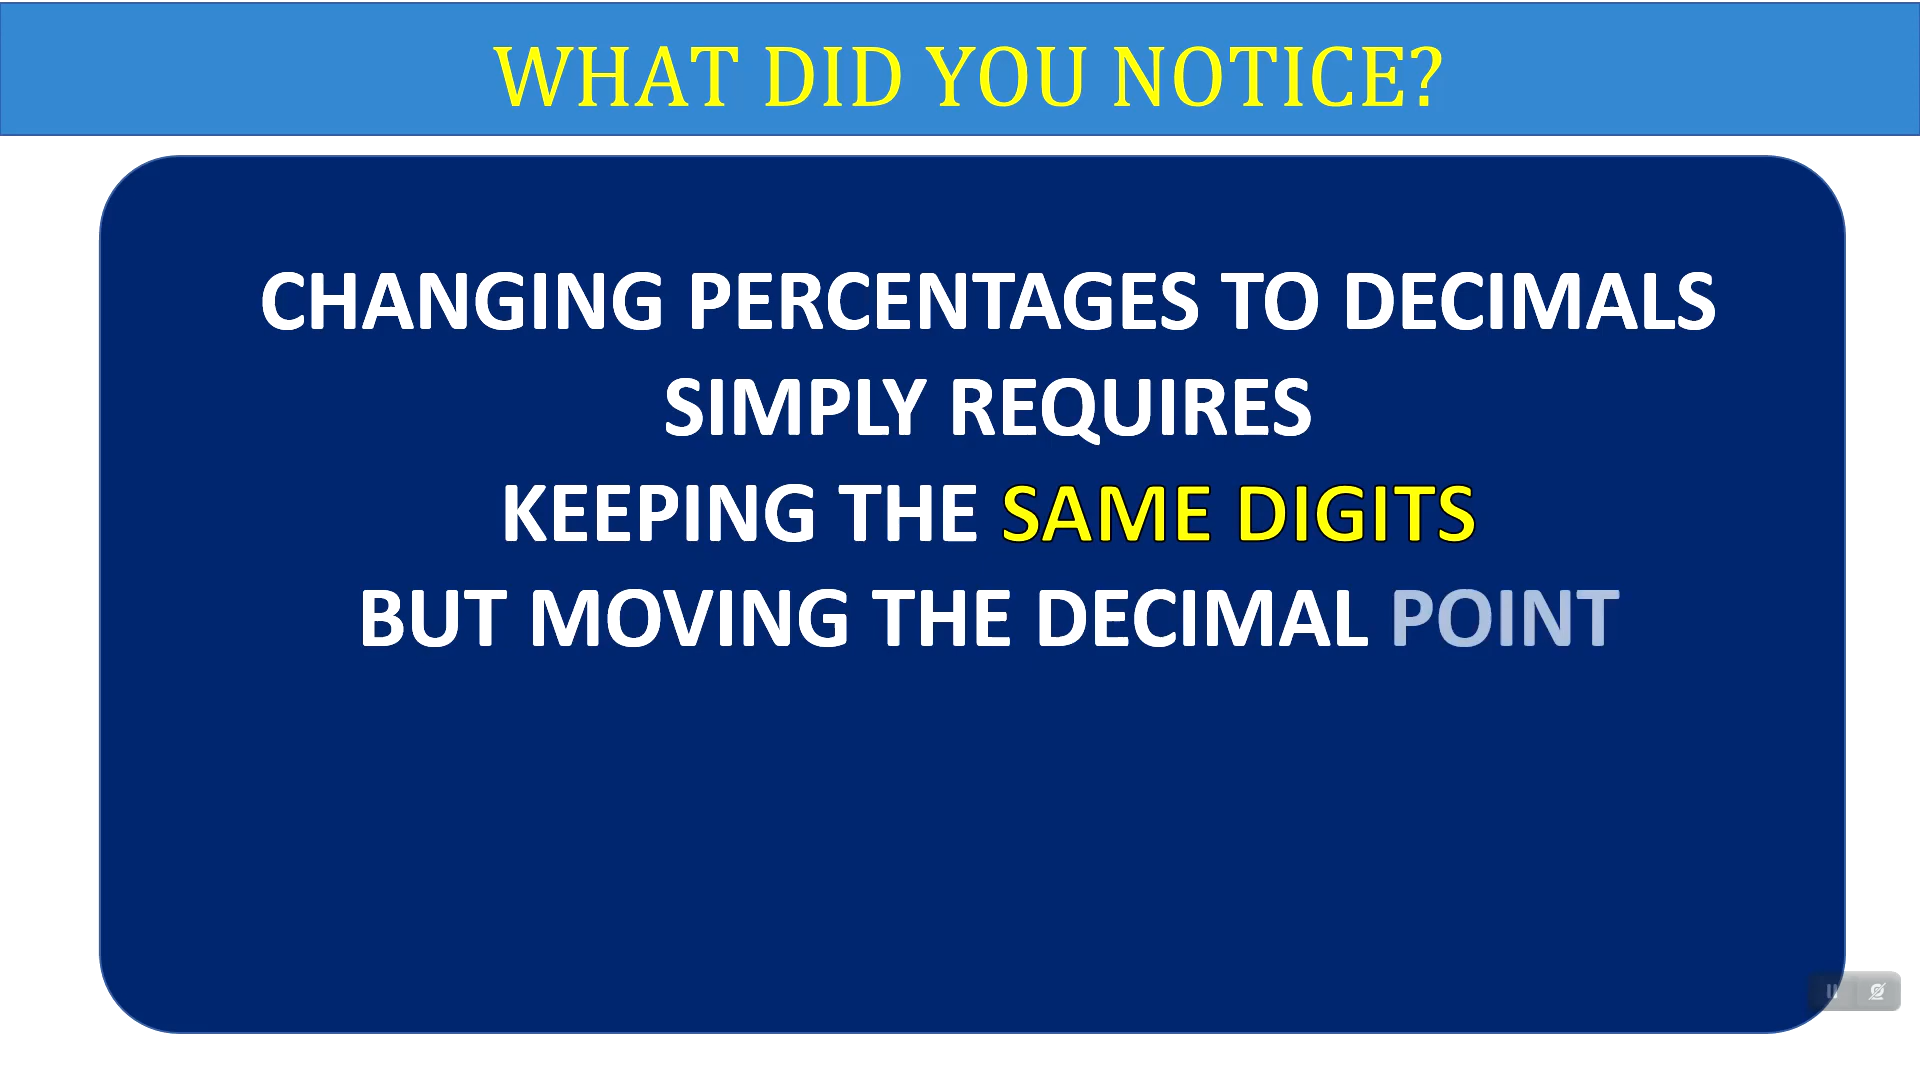 WHAT DID YOU NOTICE?
CHANGING PERCENTAGES TO DECIMALS
SIMPLY REQUIRES
KEEPING THE SAME DIGITS
BUT MOVING THE DECIMAL POINT